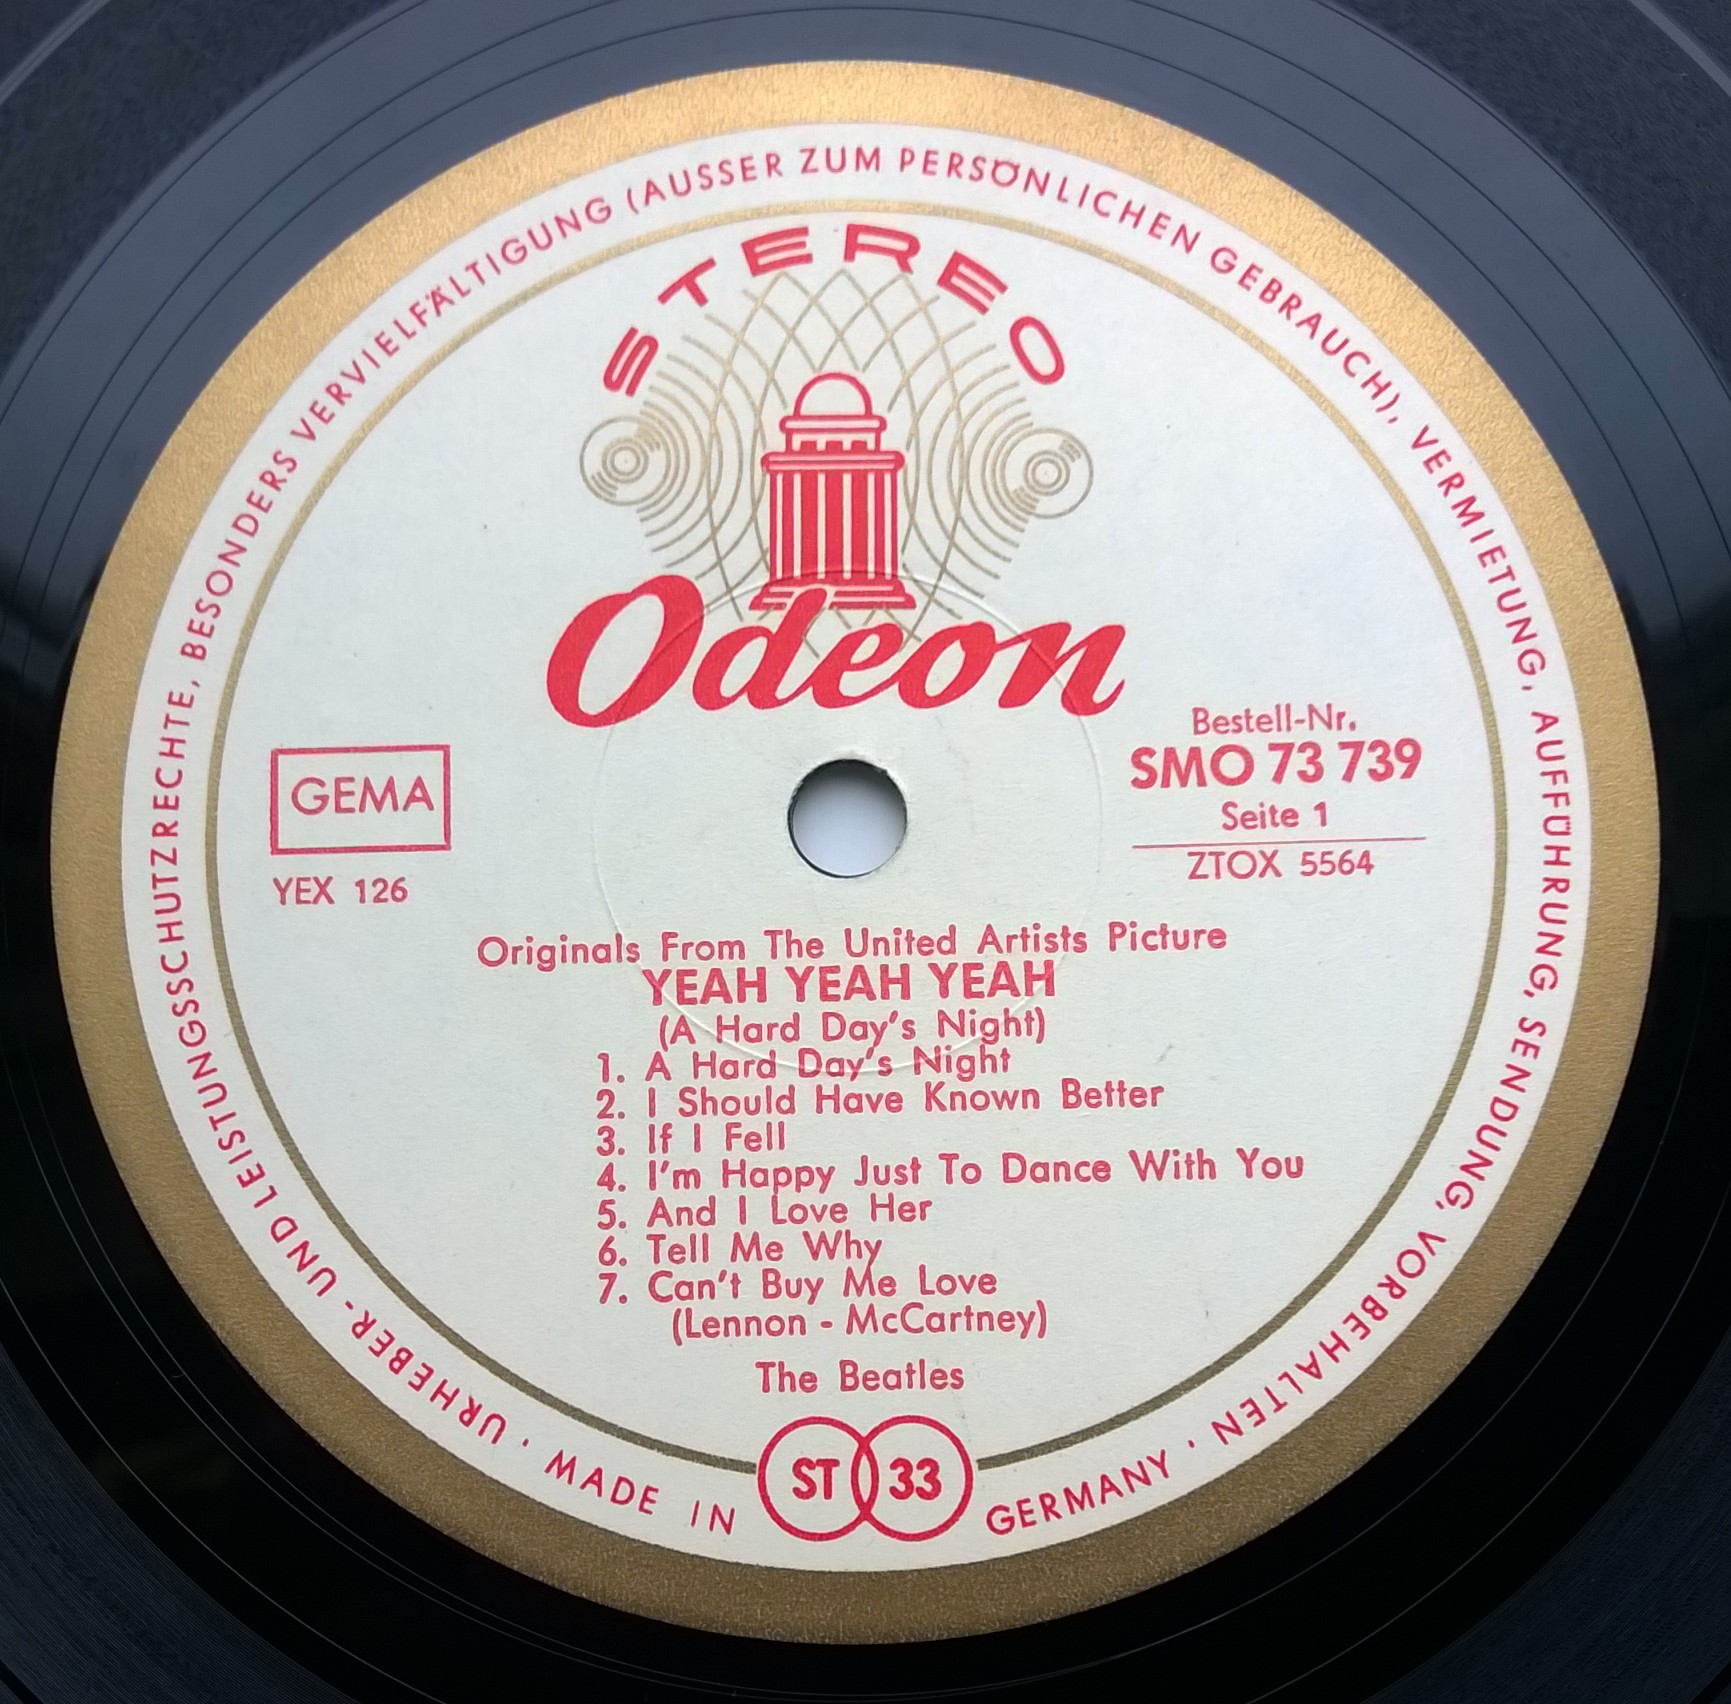 URHEBER- UND LEISTUNGSSCHUTZRECHTE, BESONDERS VERVIELFÄLTIGUNG (AUSSER ZUM PERSÖNLICHEN GEBRAUCH), VERMIETUNG, AUFFÜHRUNG, SENDUNG, VORBEHALTEN ·
STEREO
Odeon
GEMA
YEX 126
Bestell-Nr.
SMO 73 739
Seite 1
ZTOX 5564
Originals From The United Artists Picture
YEAH YEAH YEAH
(A Hard Day's Night)
1. A Hard Day's Night
2. I Should Have Known Better
3. If I Fell
4. I'm Happy Just To Dance With You
5. And I Love Her
6. Tell Me Why
7. Can't Buy Me Love
(Lennon - McCartney)
The Beatles
ST 33
· MADE IN GERMANY